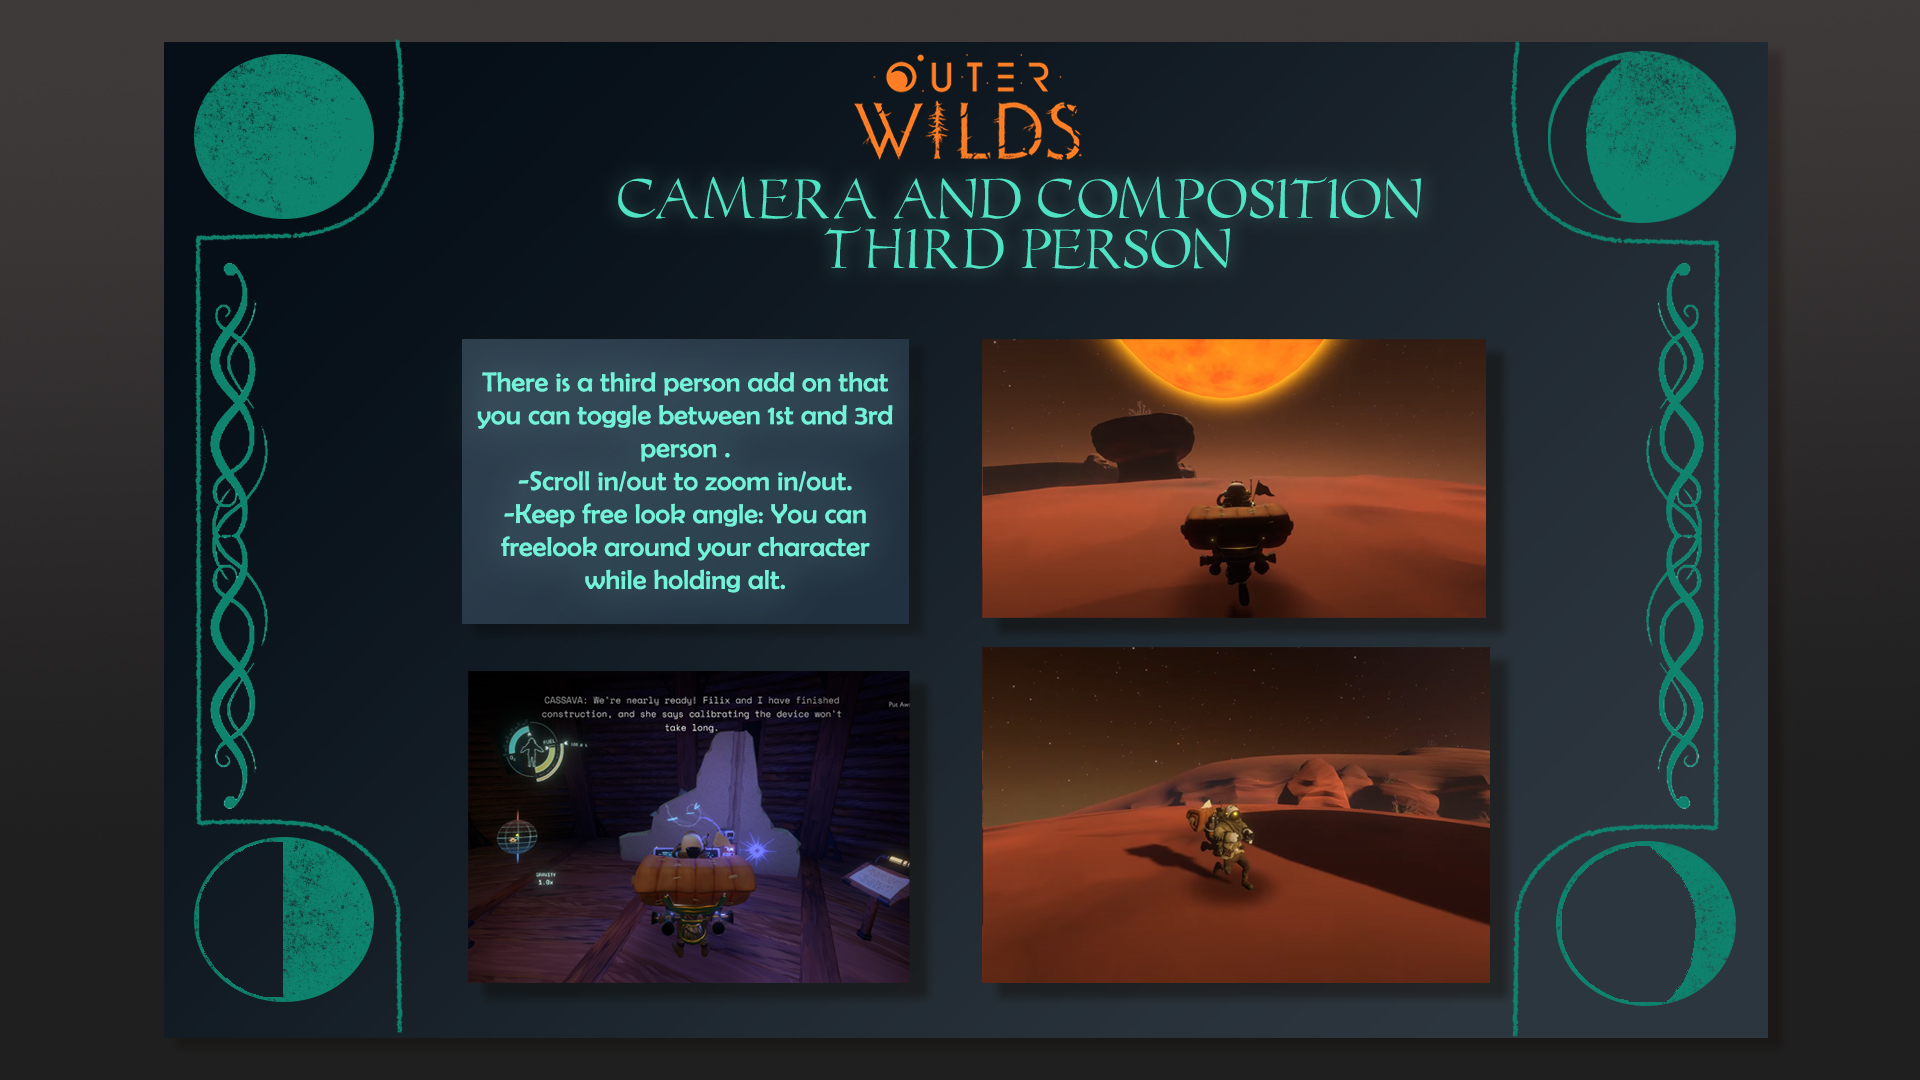 OUTER
WILDS
CAMERA AND COMPOSITION
THIRD PERSON
There is a third person add on that
you can toggle between 1st and 3rd
person .
-Scroll in/out to zoom in/out.
-Keep free look angle: You can
freelook around your character
while holding alt.
CASSAVA: We're nearly ready! Filix and I have finished
construction, and she says calibrating the device won't
take long.
Put Awa
FUEL
GRAVITY
1.0x